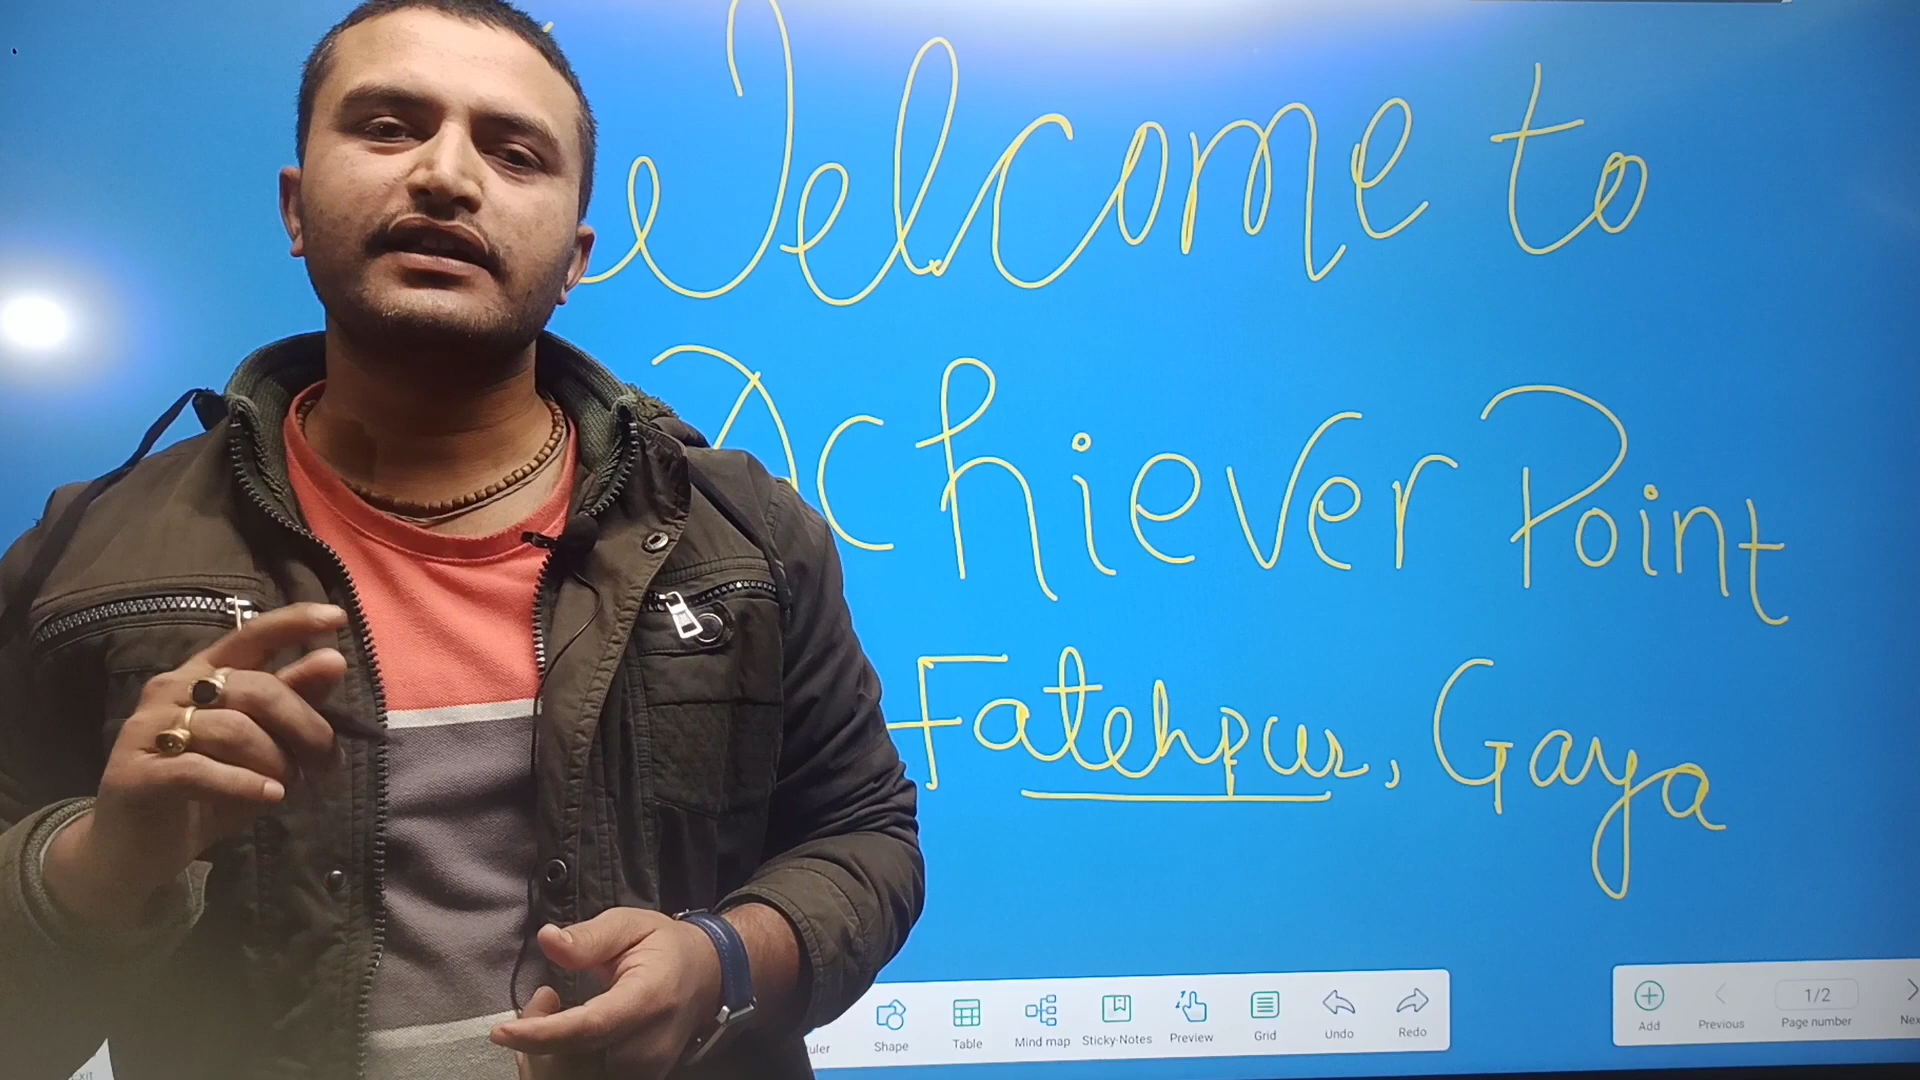 Welcome to
Achiever Point
Fatehpur, Gaya
Shape Table Mind map Sticky-Notes Preview Grid Undo Redo
Add Previous 1/2 Page number